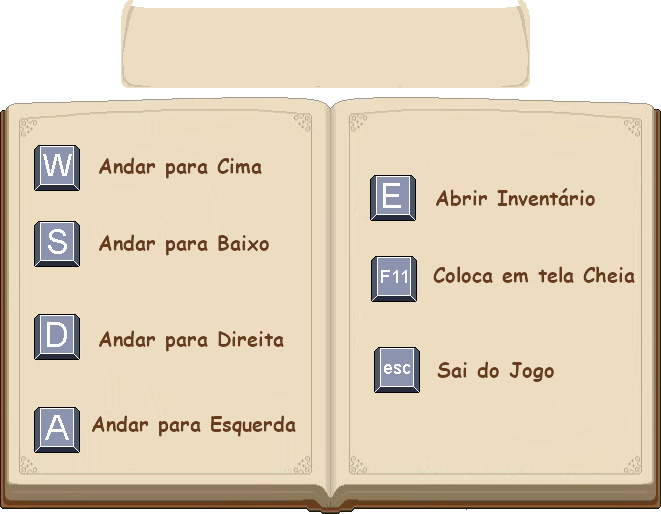 W Andar para Cima
S Andar para Baixo
D Andar para Direita
A Andar para Esquerda
E Abrir Inventário
F11 Coloca em tela Cheia
esc Sai do Jogo